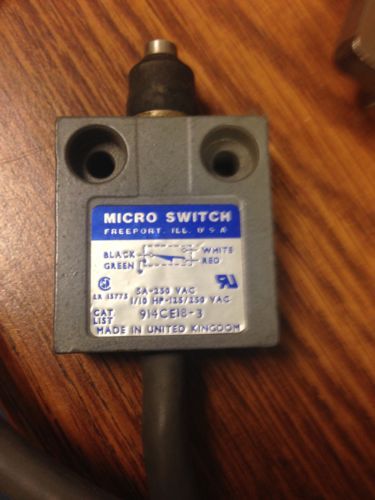 MICRO SWITCH
FREEPORT, ILL. U S A
BLACK WHITE
GREEN RED
LR 13773
5A-250 VAC
1/10 HP-125/250 VAC
CAT. LIST 914CE18-3
MADE IN UNITED KINGDOM